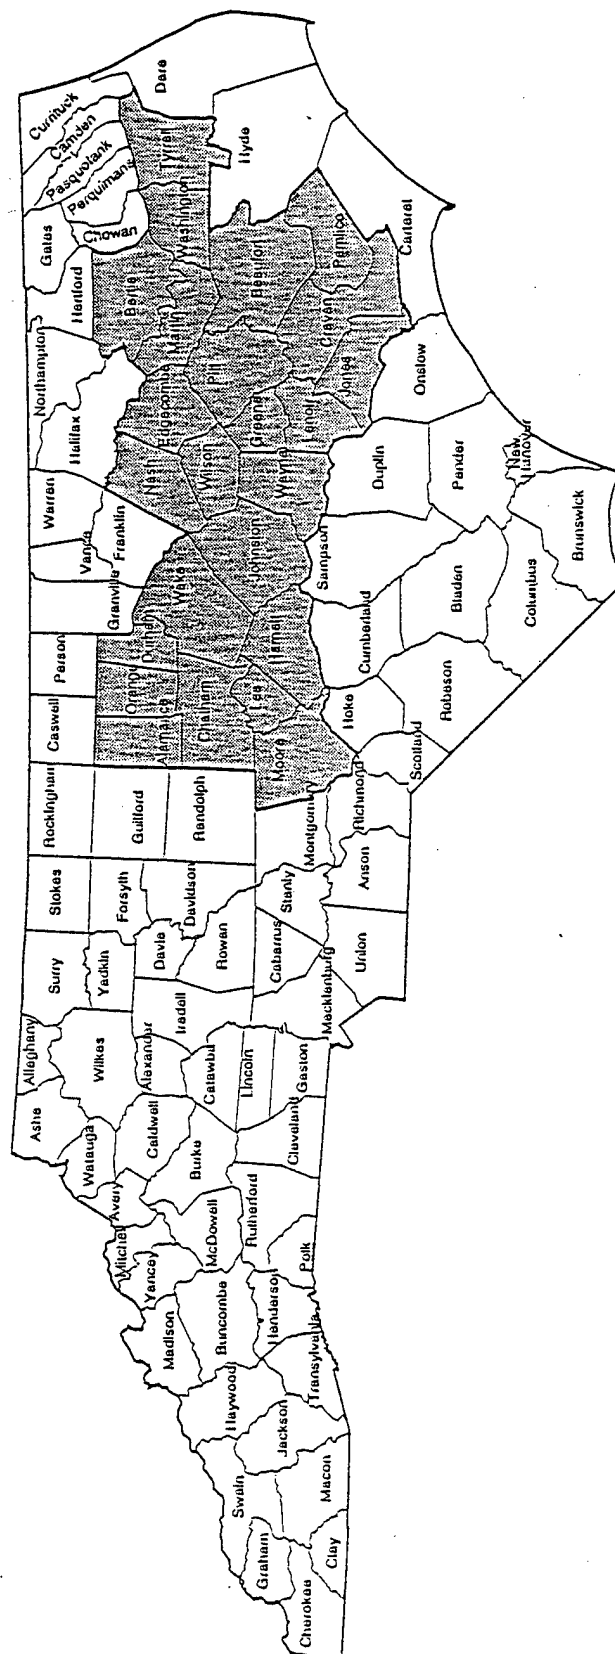 Cherokee
Graham
Clay
Swain
Macon
Jackson
Haywood
Transylvania
Madison
Buncombe
Henderson
Yancey
Mitchel
McDowell
Polk
Rutherford
Avery
Watauga
Burke
Caldwell
Cleveland
Ashe
Alleghany
Wilkes
Alexander
Catawba
Lincoln
Gaston
Iredell
Surry
Yadkin
Davie
Rowan
Cabarrus
Mecklenburg
Union
Stokes
Forsyth
Davidson
Stanly
Anson
Rockingham
Guilford
Randolph
Montgomery
Richmond
Scotland
Caswell
Alamance
Chatham
Moore
Hoke
Robeson
Person
Orange
Durham
Lee
Harnett
Cumberland
Bladen
Columbus
Brunswick
Granville
Vance
Wake
Johnston
Sampson
Warren
Franklin
Nash
Wilson
Wayne
Duplin
Pender
New
Hanover
Northampton
Halifax
Edgecombe
Pitt
Greene
Lenoir
Jones
Onslow
Hertford
Bertie
Martin
Beaufort
Craven
Pamlico
Carteret
Gates
Chowan
Perquimans
Pasquotank
Camden
Currituck
Washington
Tyrrell
Hyde
Dare